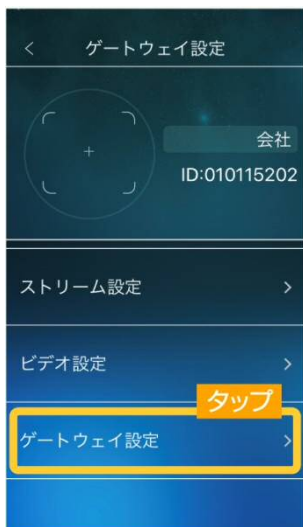 < ゲートウェイ設定
会社
ID:010115202
ストリーム設定 >
ビデオ設定 >
タップ
ゲートウェイ設定 >